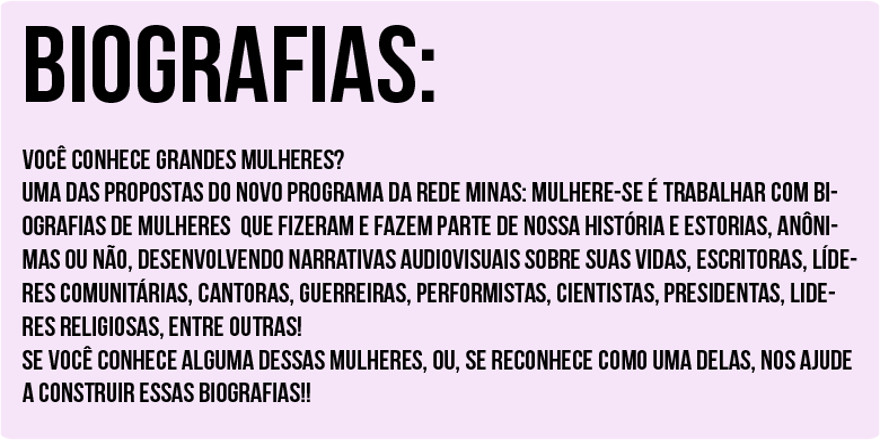 BIOGRAFIAS:
VOCÊ CONHECE GRANDES MULHERES?
UMA DAS PROPOSTAS DO NOVO PROGRAMA DA REDE MINAS: MULHERE-SE É TRABALHAR COM BI-
OGRAFIAS DE MULHERES QUE FIZERAM E FAZEM PARTE DE NOSSA HISTÓRIA E ESTORIAS, ANÔNI-
MAS OU NÃO, DESENVOLVENDO NARRATIVAS AUDIOVISUAIS SOBRE SUAS VIDAS, ESCRITORAS, LÍDE-
RES COMUNITÁRIAS, CANTORAS, GUERREIRAS, PERFORMISTAS, CIENTISTAS, PRESIDENTAS, LIDE-
RES RELIGIOSAS, ENTRE OUTRAS!
SE VOCÊ CONHECE ALGUMA DESSAS MULHERES, OU, SE RECONHECE COMO UMA DELAS, NOS AJUDE
A CONSTRUIR ESSAS BIOGRAFIAS!!